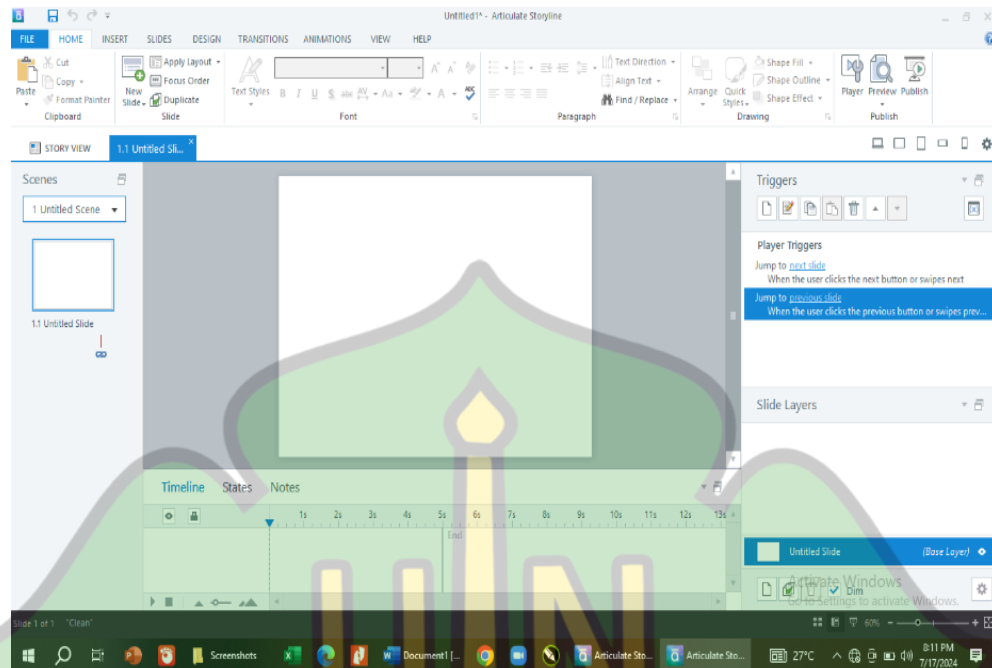 Untitled1* - Articulate Storyline
FILE HOME INSERT SLIDES DESIGN TRANSITIONS ANIMATIONS VIEW HELP
Cut
Copy
Format Painter
Paste
Clipboard
New Slide
Apply Layout
Focus Order
Duplicate
Slide
Text Styles
B I U S abc AV Aa A
Font
Text Direction
Align Text
Find / Replace
Paragraph
Arrange
Quick Styles
Shape Fill
Shape Outline
Shape Effect
Drawing
Player Preview Publish
Publish
STORY VIEW 1.1 Untitled Sli...
Scenes
1 Untitled Scene
1.1 Untitled Slide
Triggers
Player Triggers
Jump to next slide
When the user clicks the next button or swipes next
Jump to previous slide
When the user clicks the previous button or swipes prev...
Slide Layers
Timeline States Notes
1s 2s 3s 4s 5s 6s 7s 8s 9s 10s 11s 12s 13s
End
Untitled Slide (Base Layer)
Dim
Activate Windows
Go to Settings to activate Windows.
Slide 1 of 1 "Clean" 60%
Screenshots Document1 [-... Articulate Sto... Articulate Sto... 27°C 8:11 PM
7/17/2024
UIN